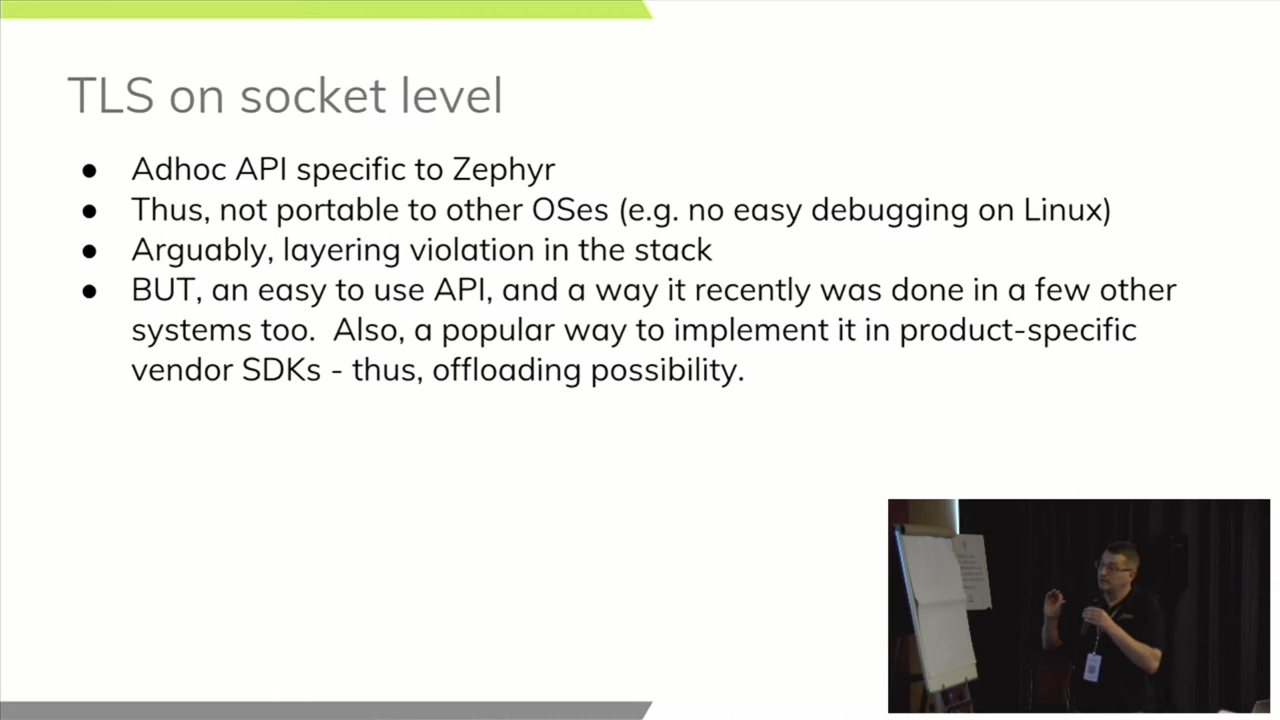 TLS on socket level
● Adhoc API specific to Zephyr
● Thus, not portable to other OSes (e.g. no easy debugging on Linux)
● Arguably, layering violation in the stack
● BUT, an easy to use API, and a way it recently was done in a few other
systems too.  Also, a popular way to implement it in product-specific
vendor SDKs - thus, offloading possibility.